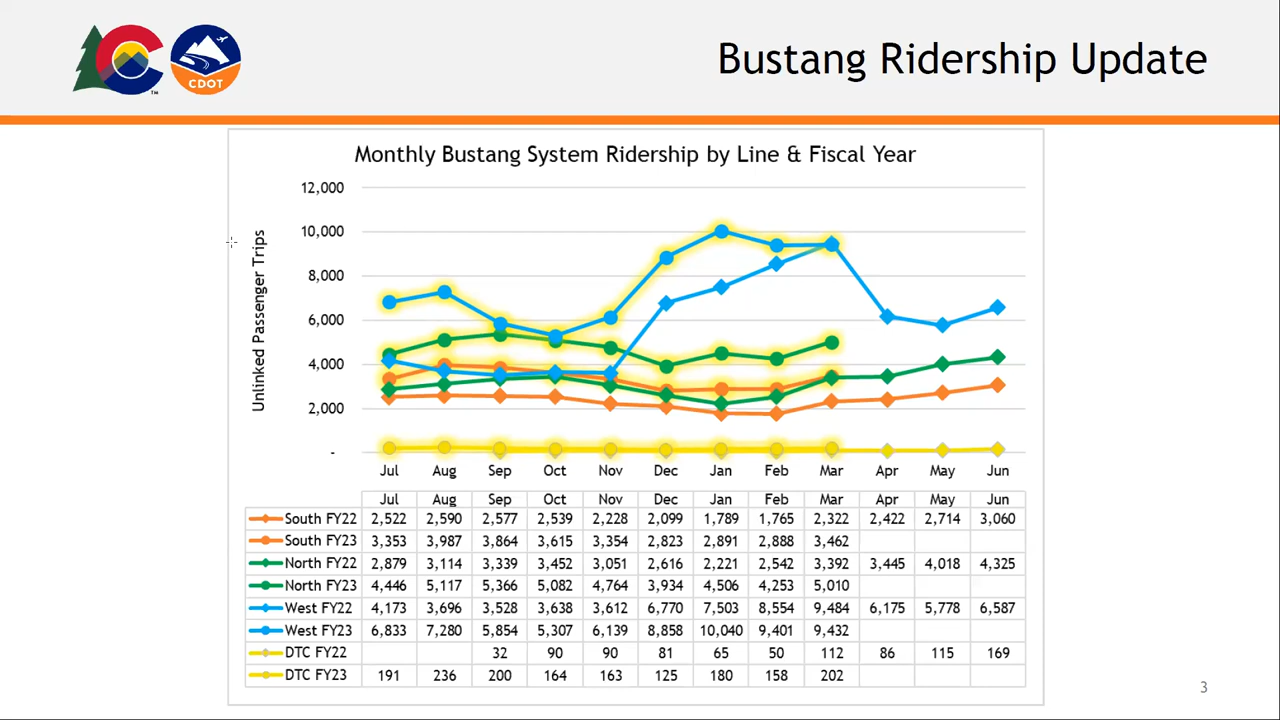 CDOT
TM
Bustang Ridership Update
Monthly Bustang System Ridership by Line & Fiscal Year
Unlinked Passenger Trips
12,000
10,000
8,000
6,000
4,000
2,000
-
Jul Aug Sep Oct Nov Dec Jan Feb Mar Apr May Jun
Jul Aug Sep Oct Nov Dec Jan Feb Mar Apr May Jun
South FY22 2,522 2,590 2,577 2,539 2,228 2,099 1,789 1,765 2,322 2,422 2,714 3,060
South FY23 3,353 3,987 3,864 3,615 3,354 2,823 2,891 2,888 3,462
North FY22 2,879 3,114 3,339 3,452 3,051 2,616 2,221 2,542 3,392 3,445 4,018 4,325
North FY23 4,446 5,117 5,366 5,082 4,764 3,934 4,506 4,253 5,010
West FY22 4,173 3,696 3,528 3,638 3,612 6,770 7,503 8,554 9,484 6,175 5,778 6,587
West FY23 6,833 7,280 5,854 5,307 6,139 8,858 10,040 9,401 9,432
DTC FY22 32 90 90 81 65 50 112 86 115 169
DTC FY23 191 236 200 164 163 125 180 158 202
3